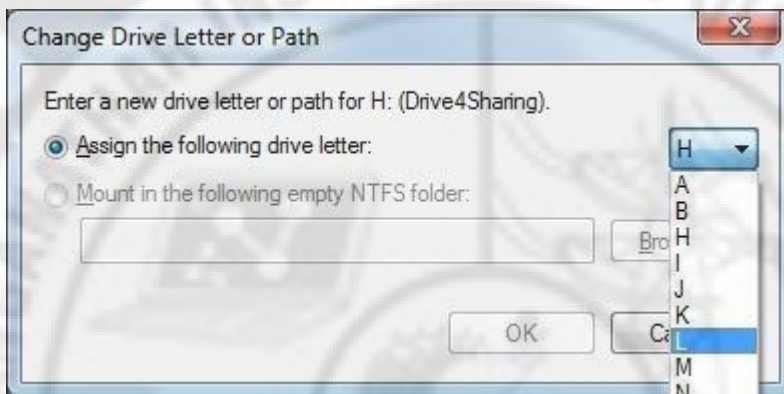 Change Drive Letter or Path
Enter a new drive letter or path for H: (Drive4Sharing).
Assign the following drive letter:
H
Mount in the following empty NTFS folder:
A
B
H
I
J
K
L
M
N
OK